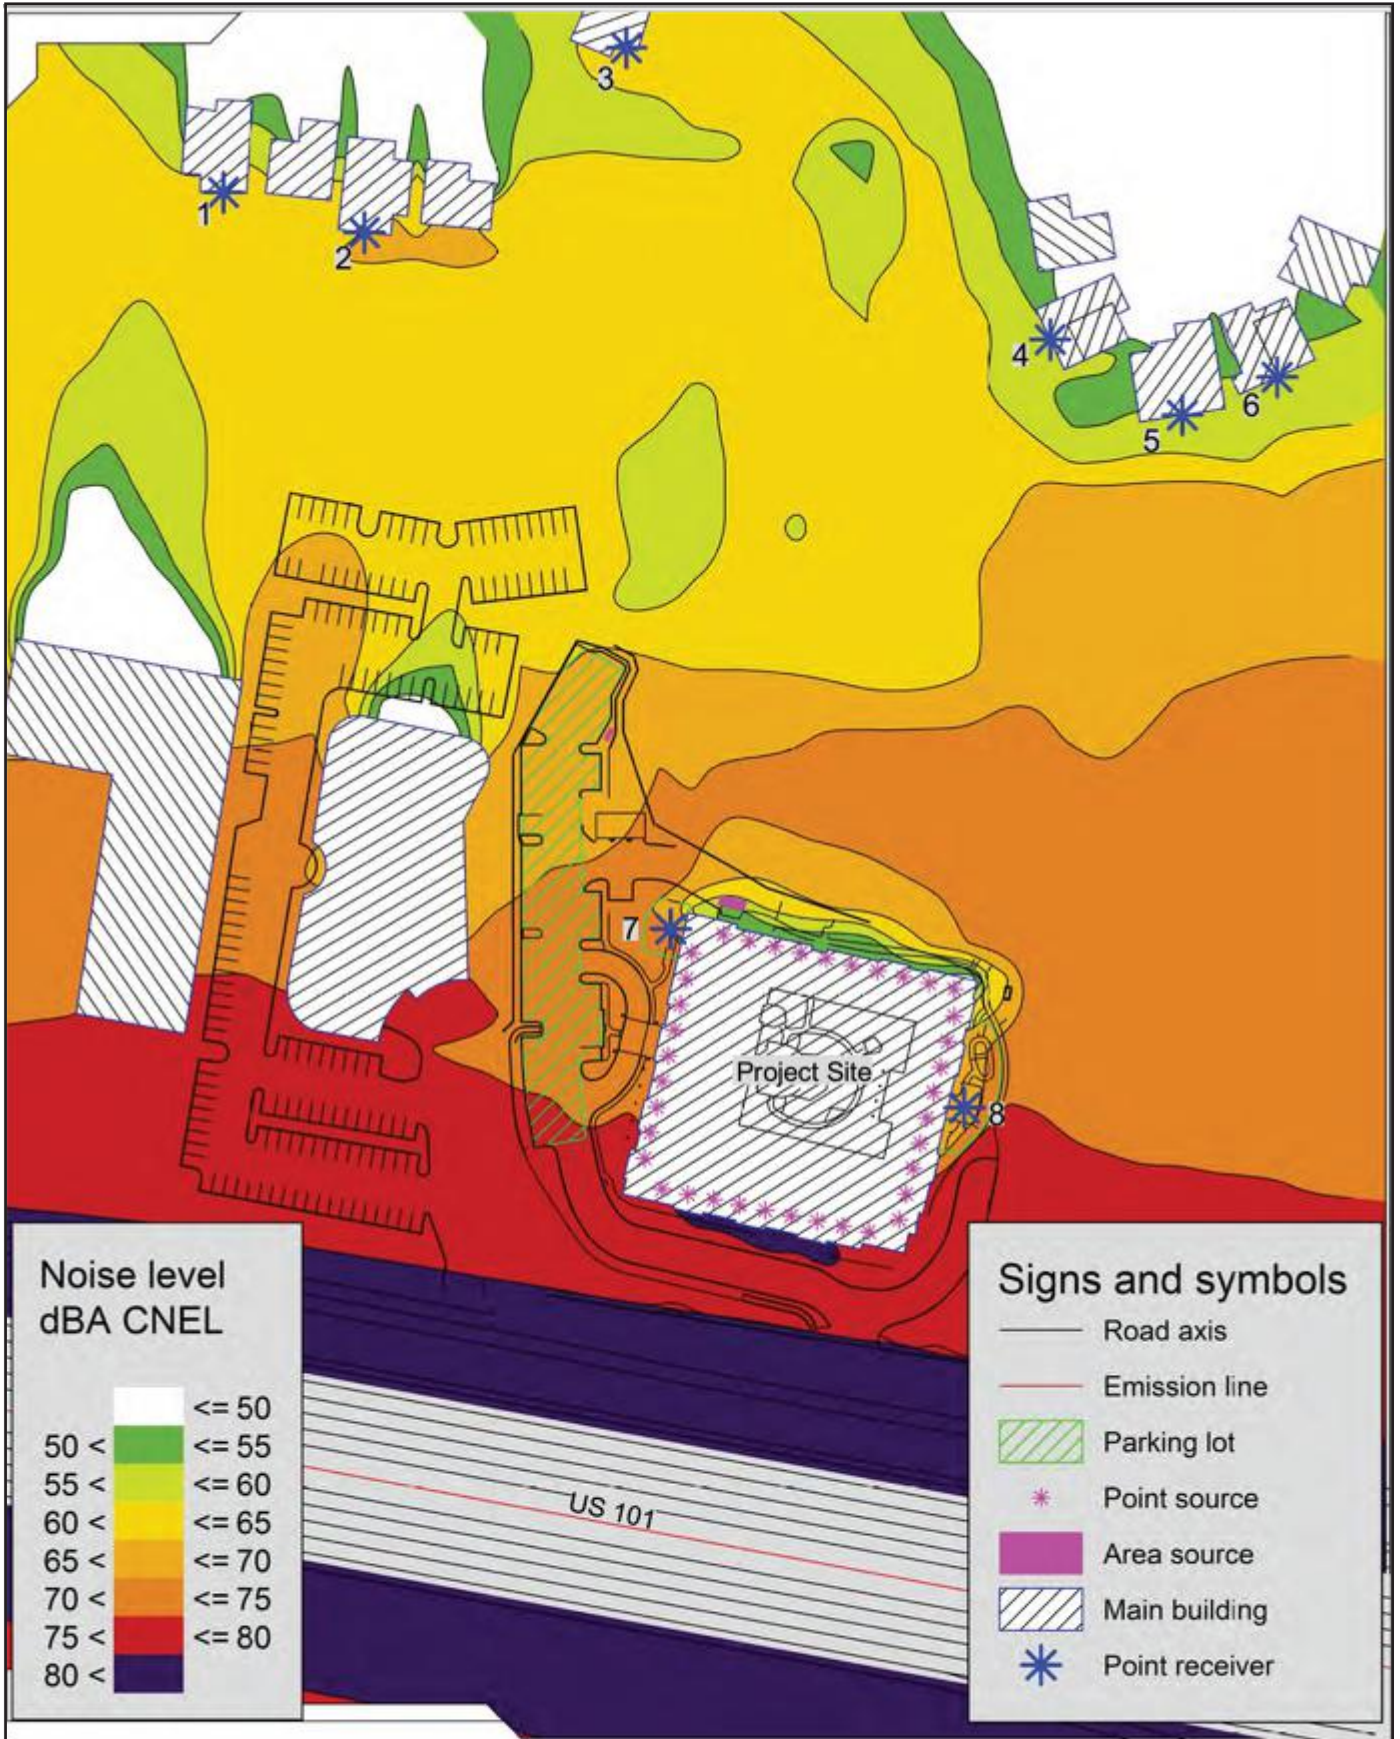 3
1
2
4
6
5
7
Project Site
8
Noise level
dBA CNEL
<= 50
50 < <= 55
55 < <= 60
60 < <= 65
65 < <= 70
70 < <= 75
75 < <= 80
80 <
US 101
Signs and symbols
Road axis
Emission line
Parking lot
Point source
Area source
Main building
Point receiver